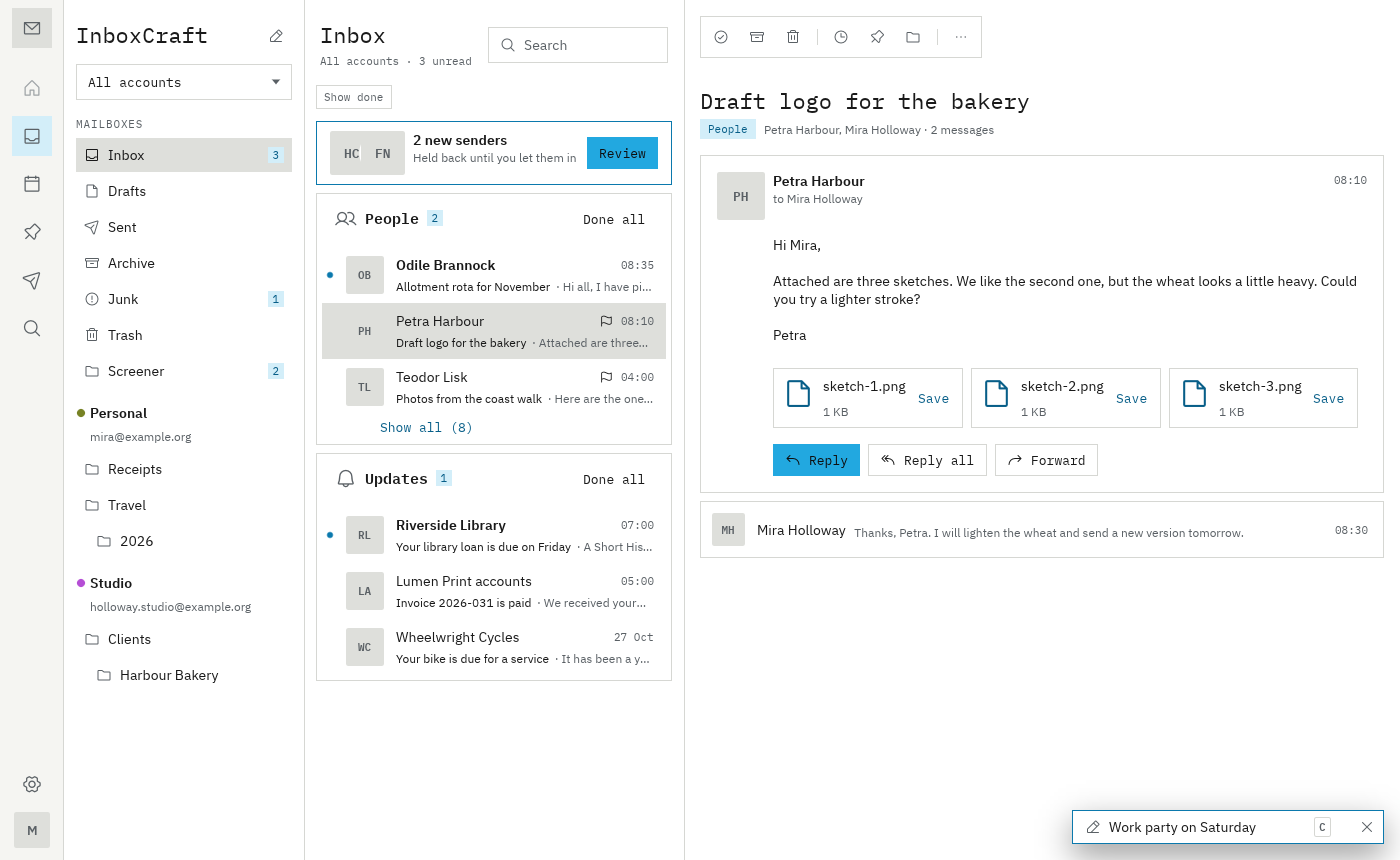 InboxCraft
All accounts
MAILBOXES
Inbox 3
Drafts
Sent
Archive
Junk 1
Trash
Screener 2
Personal
mira@example.org
Receipts
Travel
2026
Studio
holloway.studio@example.org
Clients
Harbour Bakery
M
Inbox
All accounts · 3 unread
Search
Show done
HC FN
2 new senders
Held back until you let them in
Review
People 2 Done all
OB
Odile Brannock 08:35
Allotment rota for November · Hi all, I have pi…
PH
Petra Harbour 08:10
Draft logo for the bakery · Attached are three…
TL
Teodor Lisk 04:00
Photos from the coast walk · Here are the one…
Show all (8)
Updates 1 Done all
RL
Riverside Library 07:00
Your library loan is due on Friday · A Short His…
LA
Lumen Print accounts 05:00
Invoice 2026-031 is paid · We received your…
WC
Wheelwright Cycles 27 Oct
Your bike is due for a service · It has been a y…
Draft logo for the bakery
People Petra Harbour, Mira Holloway · 2 messages
PH
Petra Harbour 08:10
to Mira Holloway
Hi Mira,
Attached are three sketches. We like the second one, but the wheat looks a little heavy. Could
you try a lighter stroke?
Petra
sketch-1.png
1 KB
Save
sketch-2.png
1 KB
Save
sketch-3.png
1 KB
Save
Reply Reply all Forward
MH Mira Holloway Thanks, Petra. I will lighten the wheat and send a new version tomorrow. 08:30
Work party on Saturday C